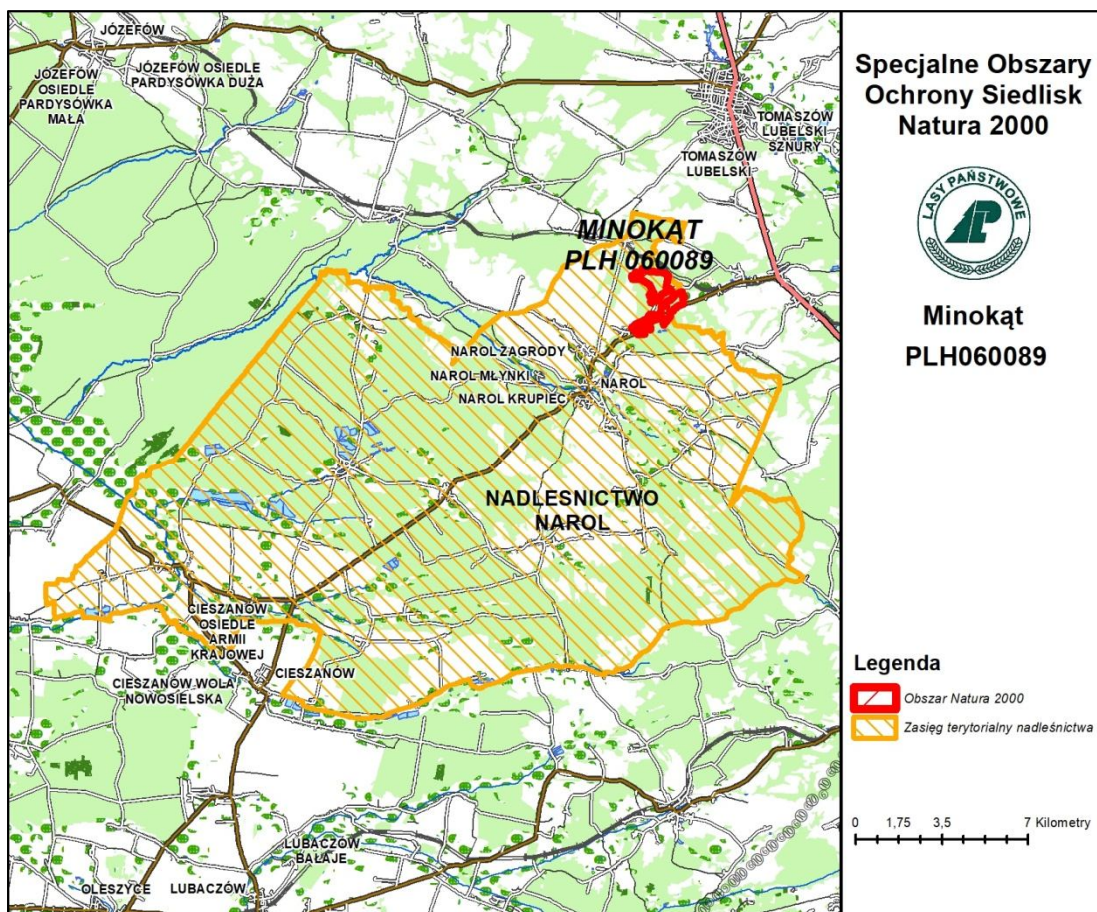 JÓZEFÓW
JÓZEFÓW OSIEDLE
PARDYSÓWKA DUŻA
JÓZEFÓW
OSIEDLE
PARDYSÓWKA
MAŁA
TOMASZÓW
LUBELSKI
SZNURY
TOMASZÓW
LUBELSKI
MINOKĄT
PLH 060089
NAROL ZAGRODY
NAROL MŁYNKI
NAROL
NAROL KRUPIEC
NADLESNICTWO
NAROL
CIESZANÓW
OSIEDLE
ARMII
KRAJOWEJ
CIESZANÓW
CIESZANÓW WOLA
NOWOSIELSKA
LUBACZÓW
BAŁAJE
OLESZYCE
LUBACZÓW
Specjalne Obszary
Ochrony Siedlisk
Natura 2000
LASY PAŃSTWOWE
Minokąt
PLH060089
Legenda
Obszar Natura 2000
Zasięg terytorialny nadleśnictwa
0 1,75 3,5 7 Kilometry